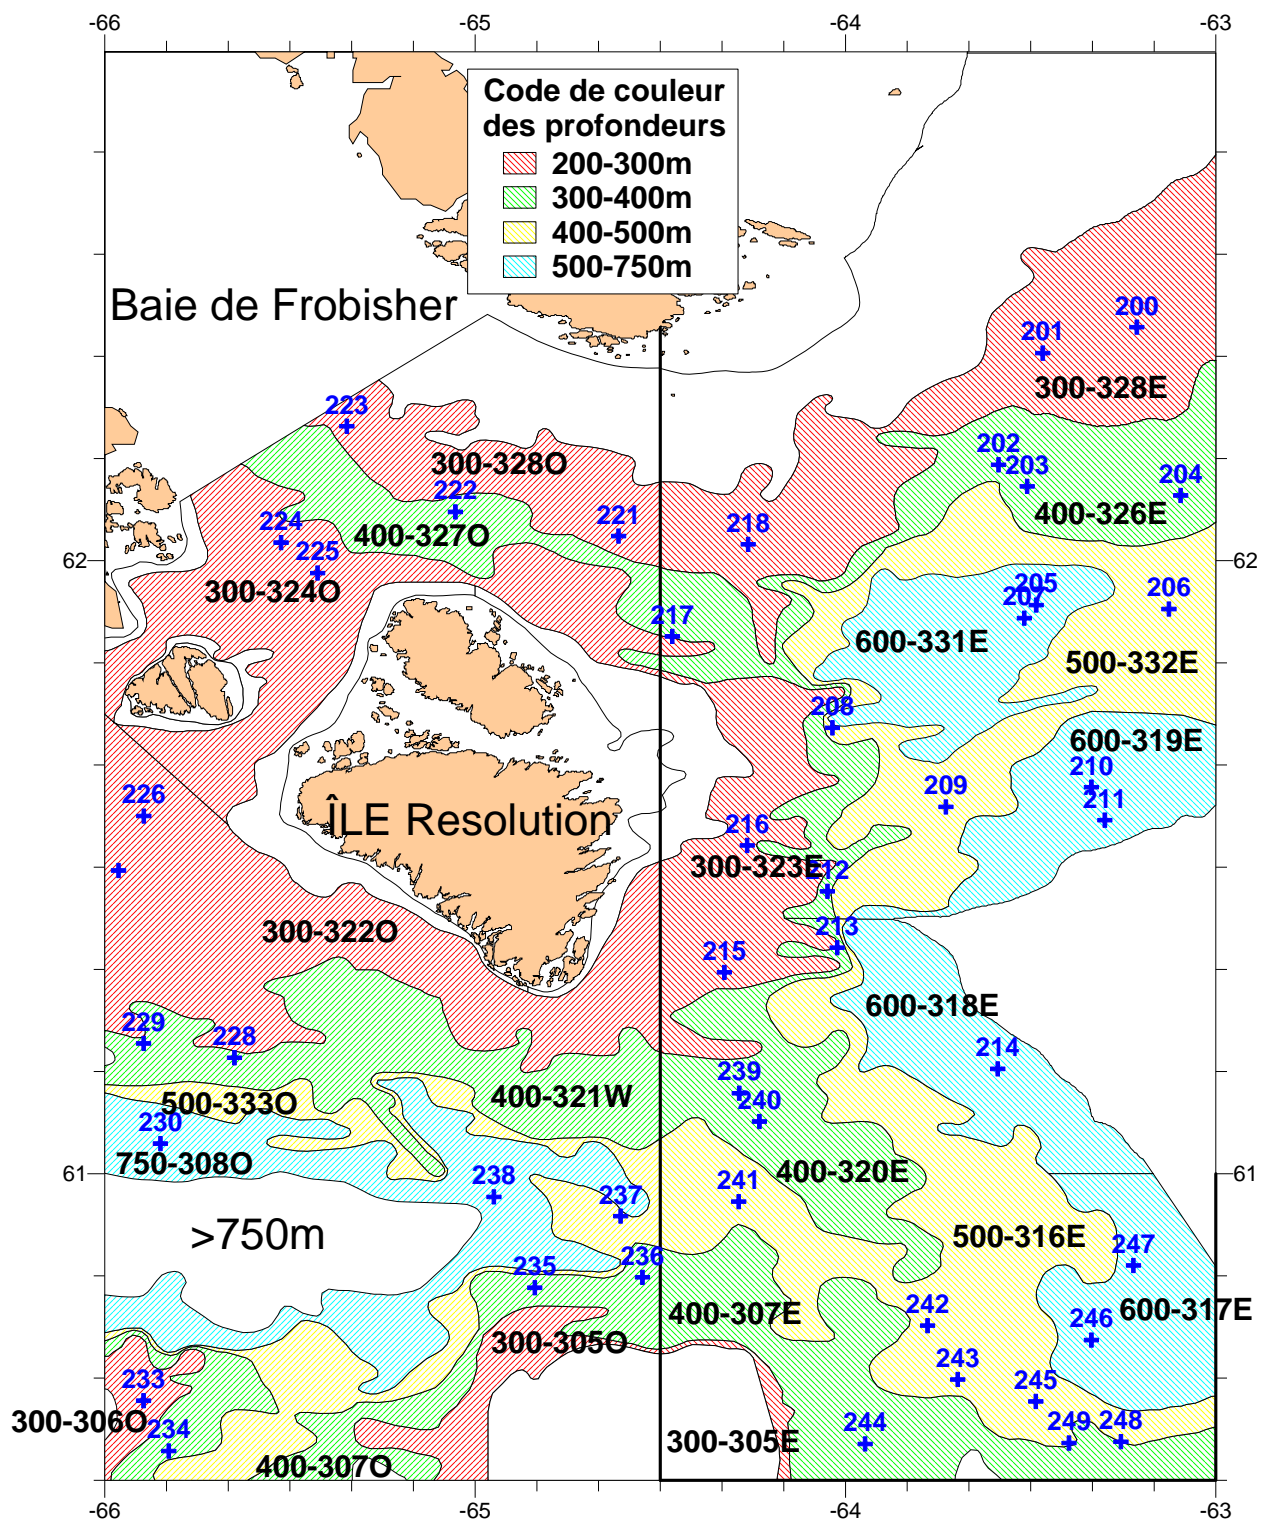 -66 -65 -64 -63
Code de couleur
des profondeurs
200-300m
300-400m
400-500m
500-750m
Baie de Frobisher
200
201
300-328E
223
202
300-328O
203
204
222
400-326E
221
218
224
400-327O
225
62 62
300-324O
205
206
207
217
600-331E
500-332E
208
600-319E
210
226
209
211
ÎLE Resolution
216
300-323E
212
300-322O
213
215
600-318E
229
228
214
239
400-321W
500-333O
240
230
750-308O
400-320E
61 61
238
241
237
>750m
500-316E
247
236
235
242
400-307E
600-317E
246
300-305O
243
233
245
300-306O
234
244
249
248
300-305E
400-307O
-66 -65 -64 -63